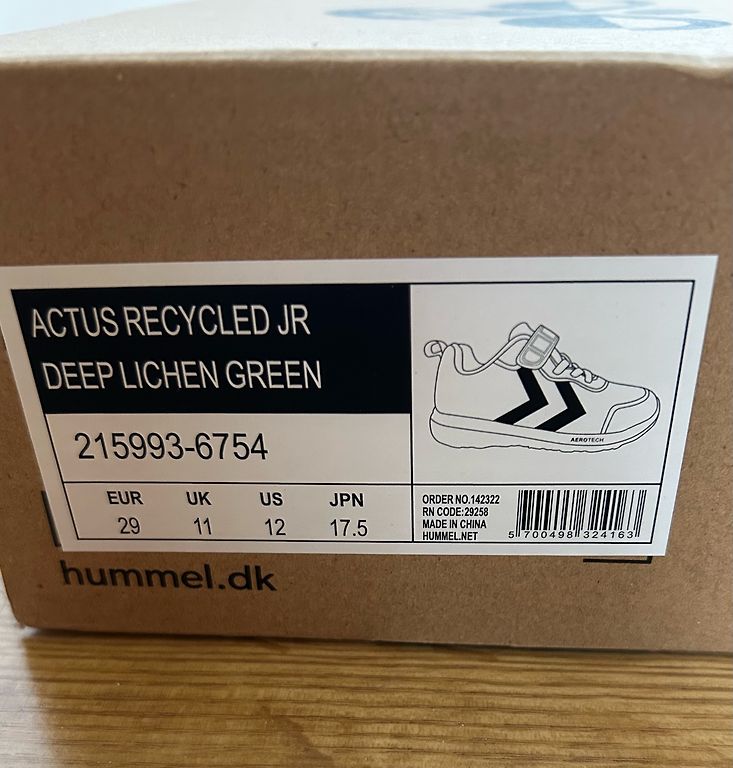 ACTUS RECYCLED JR
DEEP LICHEN GREEN
215993-6754
EUR UK US JPN
29 11 12 17.5
AEROTECH
ORDER NO.142322
RN CODE:29258
MADE IN CHINA
HUMMEL.NET
5 700498 324163
hummel.dk